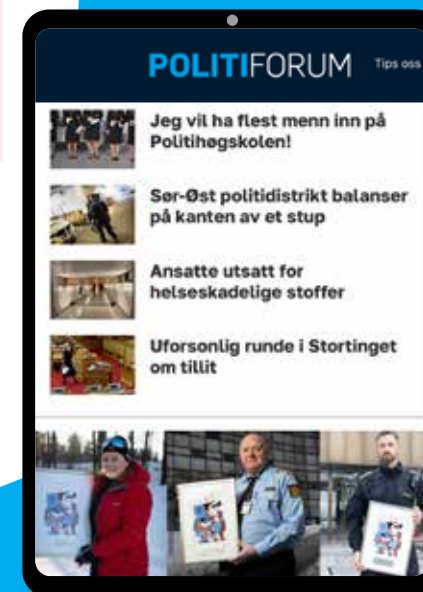 POLITIFORUM
Tips oss
Jeg vil ha flest menn inn på
Politihøgskolen!
Sør-Øst politidistrikt balanser
på kanten av et stup
Ansatte utsatt for
helseskadelige stoffer
Uforsonlig runde i Stortinget
om tillit